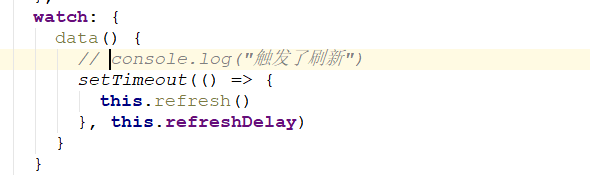 watch: {
data() {
// console.log("触发了刷新")
setTimeout(() => {
this.refresh()
}, this.refreshDelay)
}
}